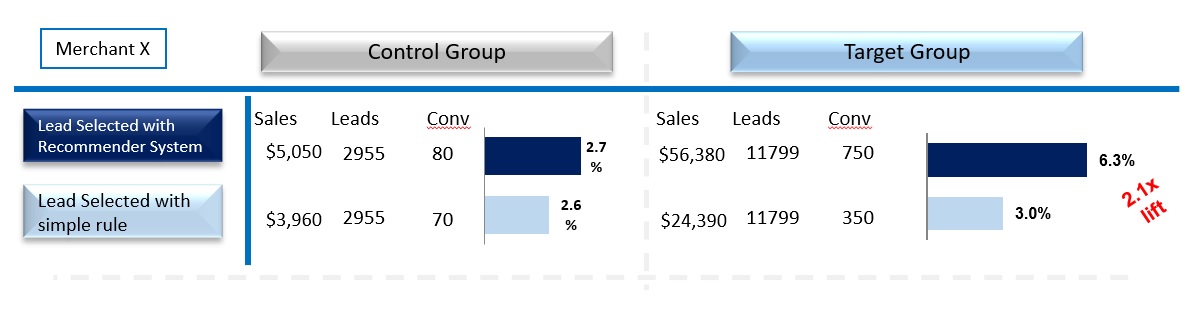 Merchant X
Control Group
Target Group
Lead Selected with
Recommender System
Sales Leads Conv
$5,050 2955 80
2.7
%
Sales Leads Conv
$56,380 11799 750
6.3%
Lead Selected with
simple rule
$3,960 2955 70
2.6
%
$24,390 11799 350
3.0%
2.1x
lift